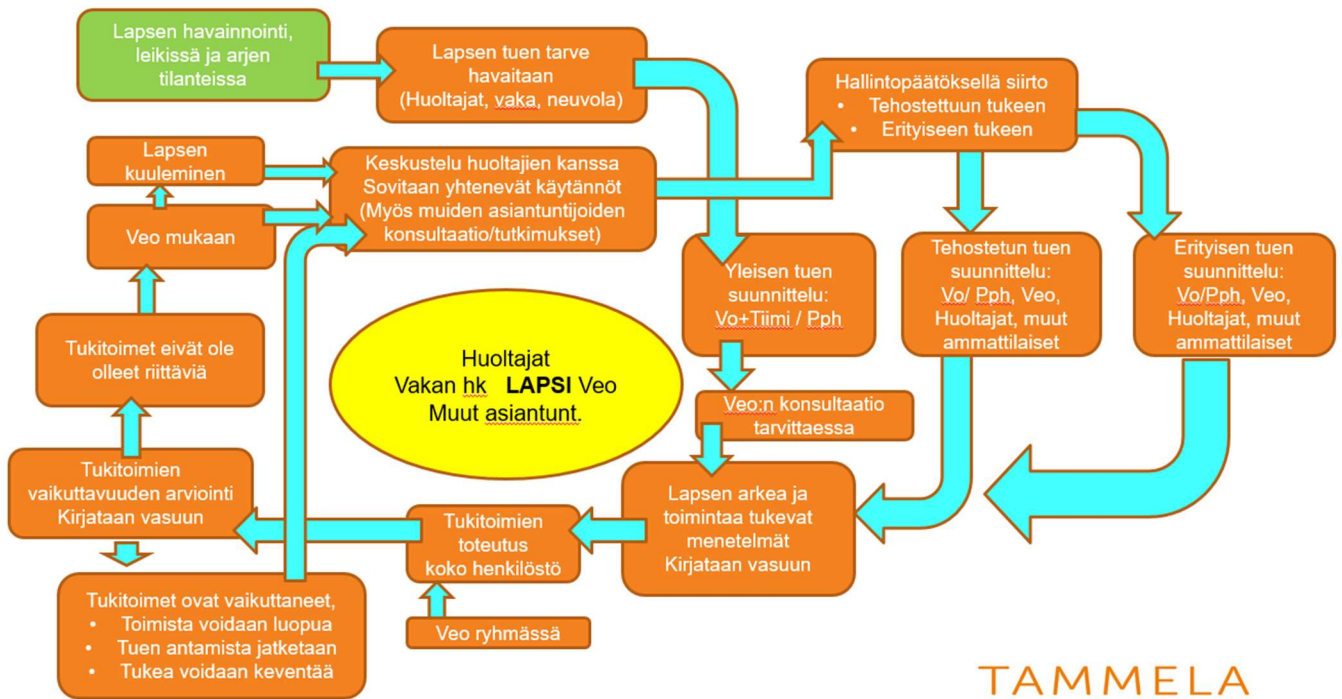 Lapsen havainnointi,
leikissä ja arjen
tilanteissa
Lapsen tuen tarve
havaitaan
(Huoltajat, vaka, neuvola)
Hallintopäätöksellä siirto
• Tehostettuun tukeen
• Erityiseen tukeen
Lapsen
kuuleminen
Keskustelu huoltajien kanssa
Sovitaan yhtenevät käytännöt
(Myös muiden asiantuntijoiden
konsultaatio/tutkimukset)
Veo mukaan
Yleisen tuen
suunnittelu:
Vo+Tiimi / Pph
Tehostetun tuen
suunnittelu:
Vo/ Pph, Veo,
Huoltajat, muut
ammattilaiset
Erityisen tuen
suunnittelu:
Vo/Pph, Veo,
Huoltajat, muut
ammattilaiset
Tukitoimet eivät ole
olleet riittäviä
Huoltajat
Vakan hk LAPSI Veo
Muut asiantunt.
Veo:n konsultaatio
tarvittaessa
Tukitoimien
vaikuttavuuden arviointi
Kirjataan vasuun
Tukitoimien
toteutus
koko henkilöstö
Lapsen arkea ja
toimintaa tukevat
menetelmät
Kirjataan vasuun
Tukitoimet ovat vaikuttaneet,
• Toimista voidaan luopua
• Tuen antamista jatketaan
• Tukea voidaan keventää
Veo ryhmässä
TAMMELA